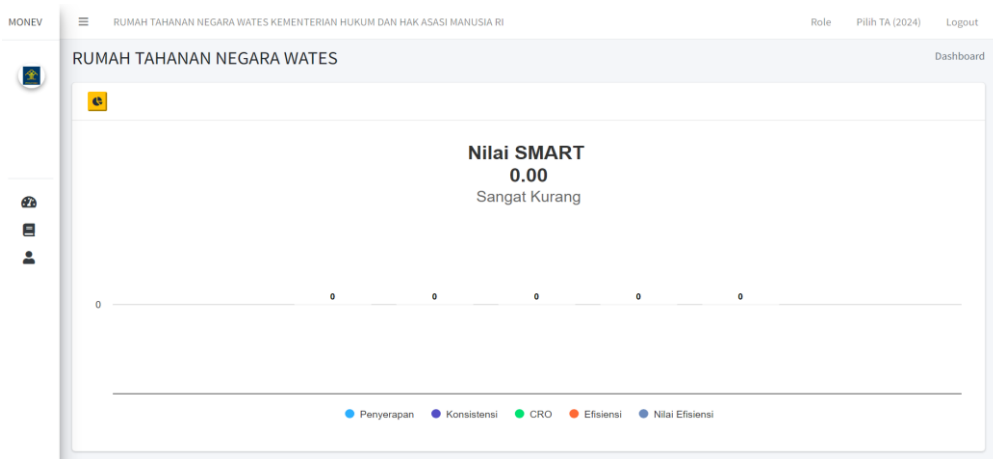 MONEV
RUMAH TAHANAN NEGARA WATES KEMENTERIAN HUKUM DAN HAK ASASI MANUSIA RI
Role Pilih TA (2024) Logout
RUMAH TAHANAN NEGARA WATES
Dashboard
Nilai SMART
0.00
Sangat Kurang
0 0 0 0 0
0
Penyerapan Konsistensi CRO Efisiensi Nilai Efisiensi